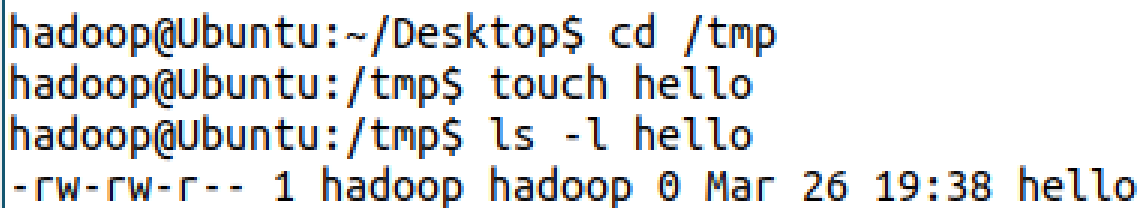 hadoop@Ubuntu:~/Desktop$ cd /tmp
hadoop@Ubuntu:/tmp$ touch hello
hadoop@Ubuntu:/tmp$ ls -l hello
-rw-rw-r-- 1 hadoop hadoop 0 Mar 26 19:38 hello